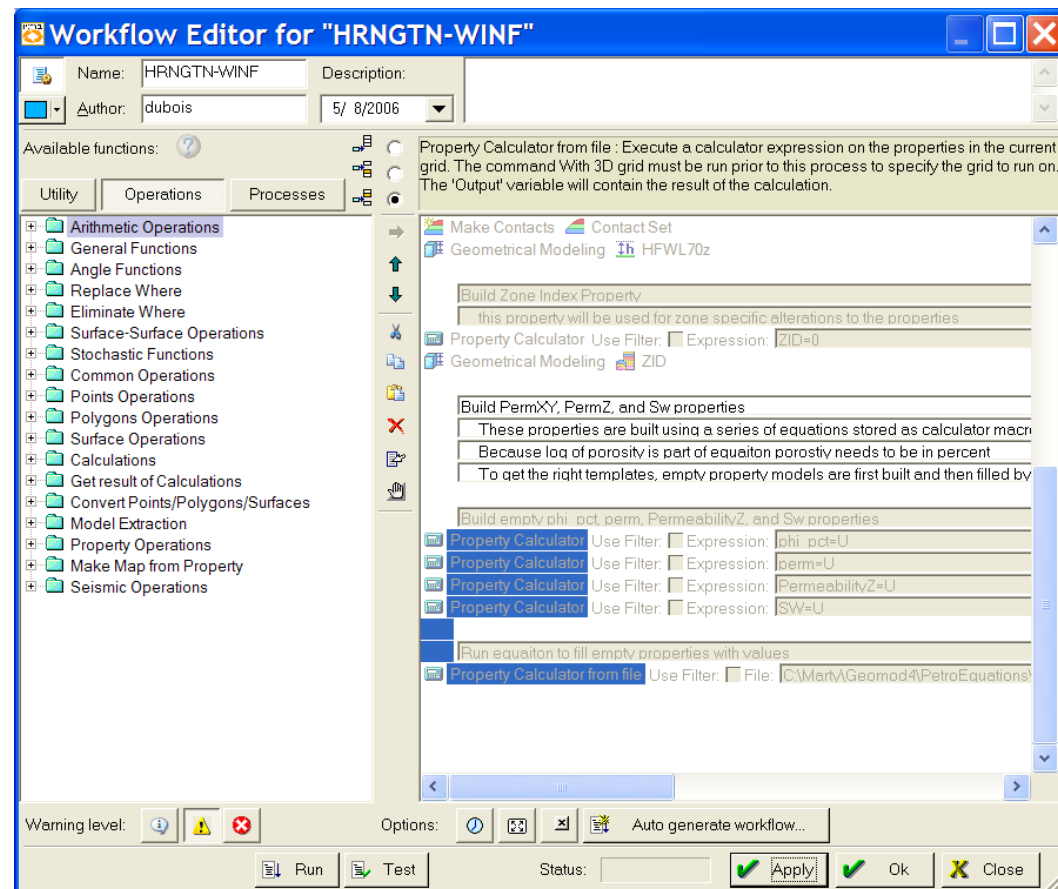 Workflow Editor for "HRNGTN-WINF"
Name: HRNGTN-WINF Description:
Author: dubois 5/ 8/2006
Available functions:
Utility Operations Processes
Property Calculator from file : Execute a calculator expression on the properties in the current
grid. The command With 3D grid must be run prior to this process to specify the grid to run on.
The 'Output' variable will contain the result of the calculation.
Arithmetic Operations
General Functions
Angle Functions
Replace Where
Eliminate Where
Surface-Surface Operations
Stochastic Functions
Common Operations
Points Operations
Polygons Operations
Surface Operations
Calculations
Get result of Calculations
Convert Points/Polygons/Surfaces
Model Extraction
Property Operations
Make Map from Property
Seismic Operations
Make Contacts Contact Set
Geometrical Modeling HFWL70z
Build Zone Index Property
this property will be used for zone specific alterations to the properties
Property Calculator Use Filter: Expression: ZID=0
Geometrical Modeling ZID
Build PermXY, PermZ, and Sw properties
These properties are built using a series of equations stored as calculator macr
Because log of porosity is part of equaiton porostiy needs to be in percent
To get the right templates, empty property models are first built and then filled by
Build empty phi_pct, perm, PermeabilityZ, and Sw properties
Property Calculator Use Filter: Expression: phi_pct=U
Property Calculator Use Filter: Expression: perm=U
Property Calculator Use Filter: Expression: PermeabilityZ=U
Property Calculator Use Filter: Expression: SW=U
Run equaiton to fill empty properties with values
Property Calculator from file Use Filter: File: C:\Marty\Geomod4\PetroEquations\
Warning level: Options: Auto generate workflow...
Run Test Status: Apply Ok Close